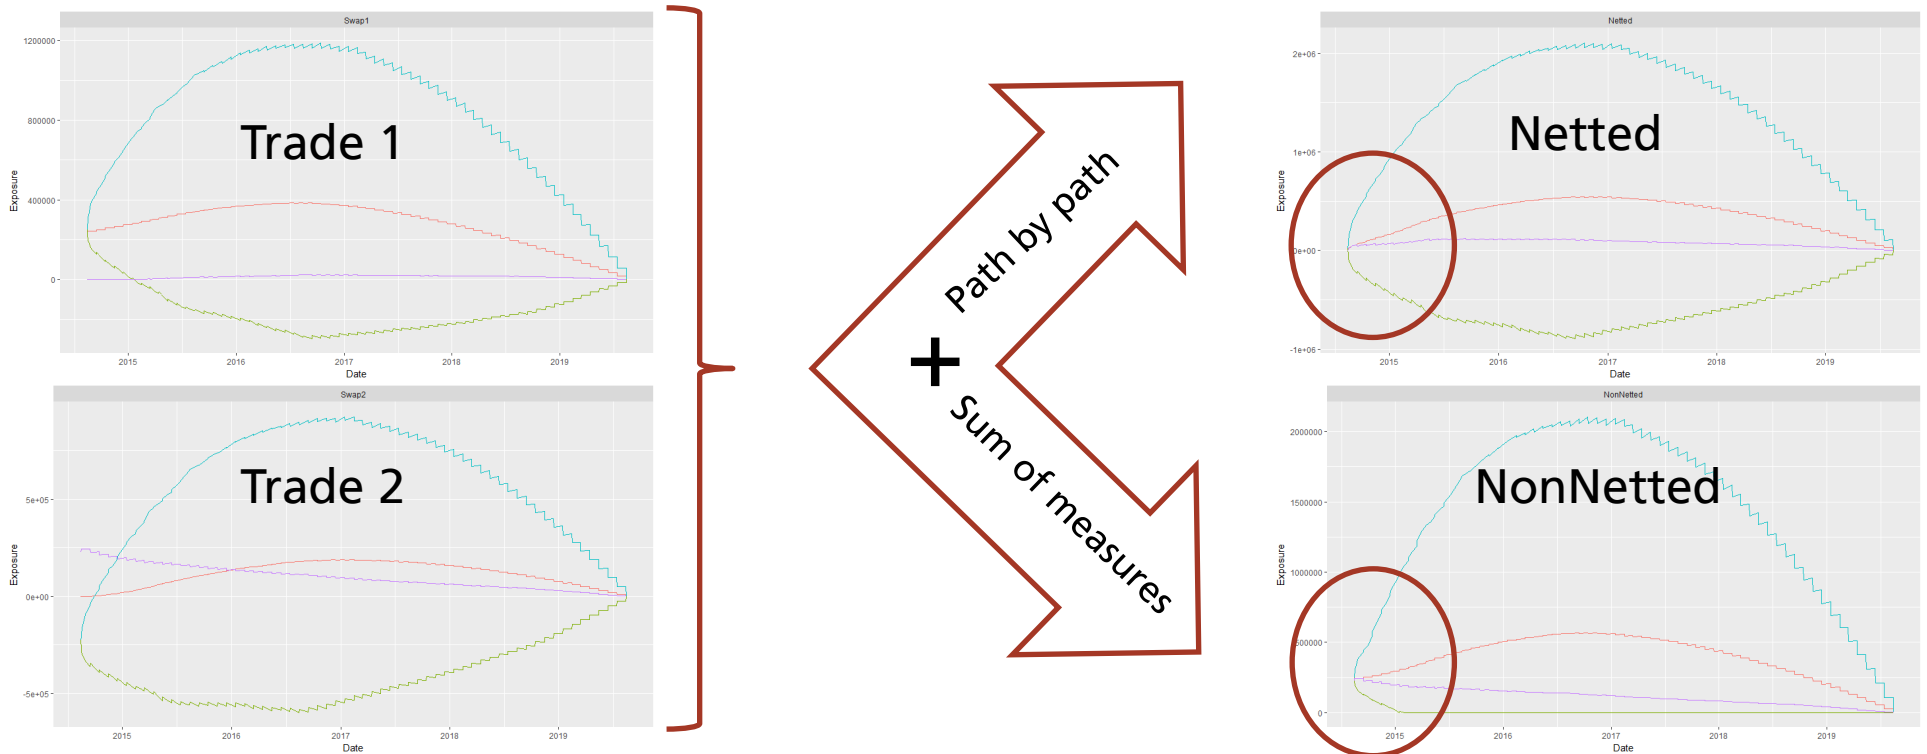 Swap1
1200000
800000
400000
0
Exposure
Trade 1
2015 2016 2017 2018 2019
Date
Swap2
5e+05
0e+00
-5e+05
Exposure
Trade 2
2015 2016 2017 2018 2019
Date
Path by path
+
Sum of measures
Netted
2e+06
1e+06
0e+00
-1e+06
Exposure
Netted
2015 2016 2017 2018 2019
Date
NonNetted
2000000
1500000
1000000
500000
0
Exposure
NonNetted
2015 2016 2017 2018 2019
Date